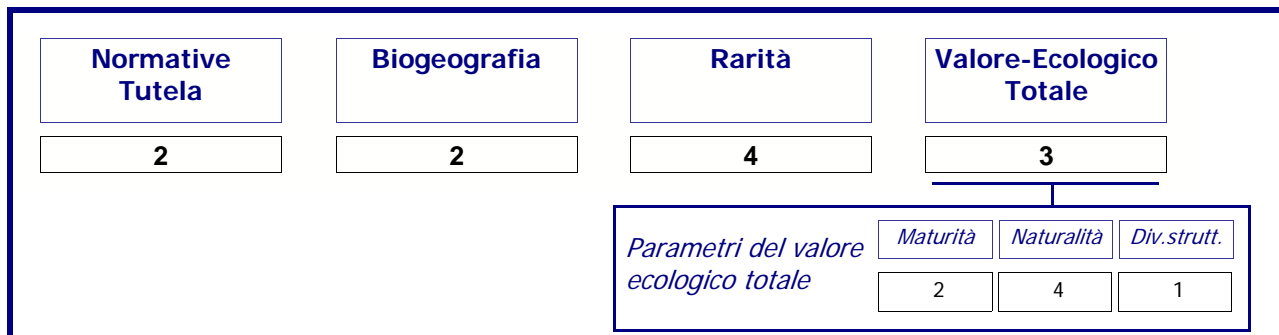 Normative
Tutela
Biogeografia
Rarità
Valore-Ecologico
Totale
2
2
4
3
Parametri del valore
ecologico totale
Maturità
Naturalità
Div.strutt.
2
4
1